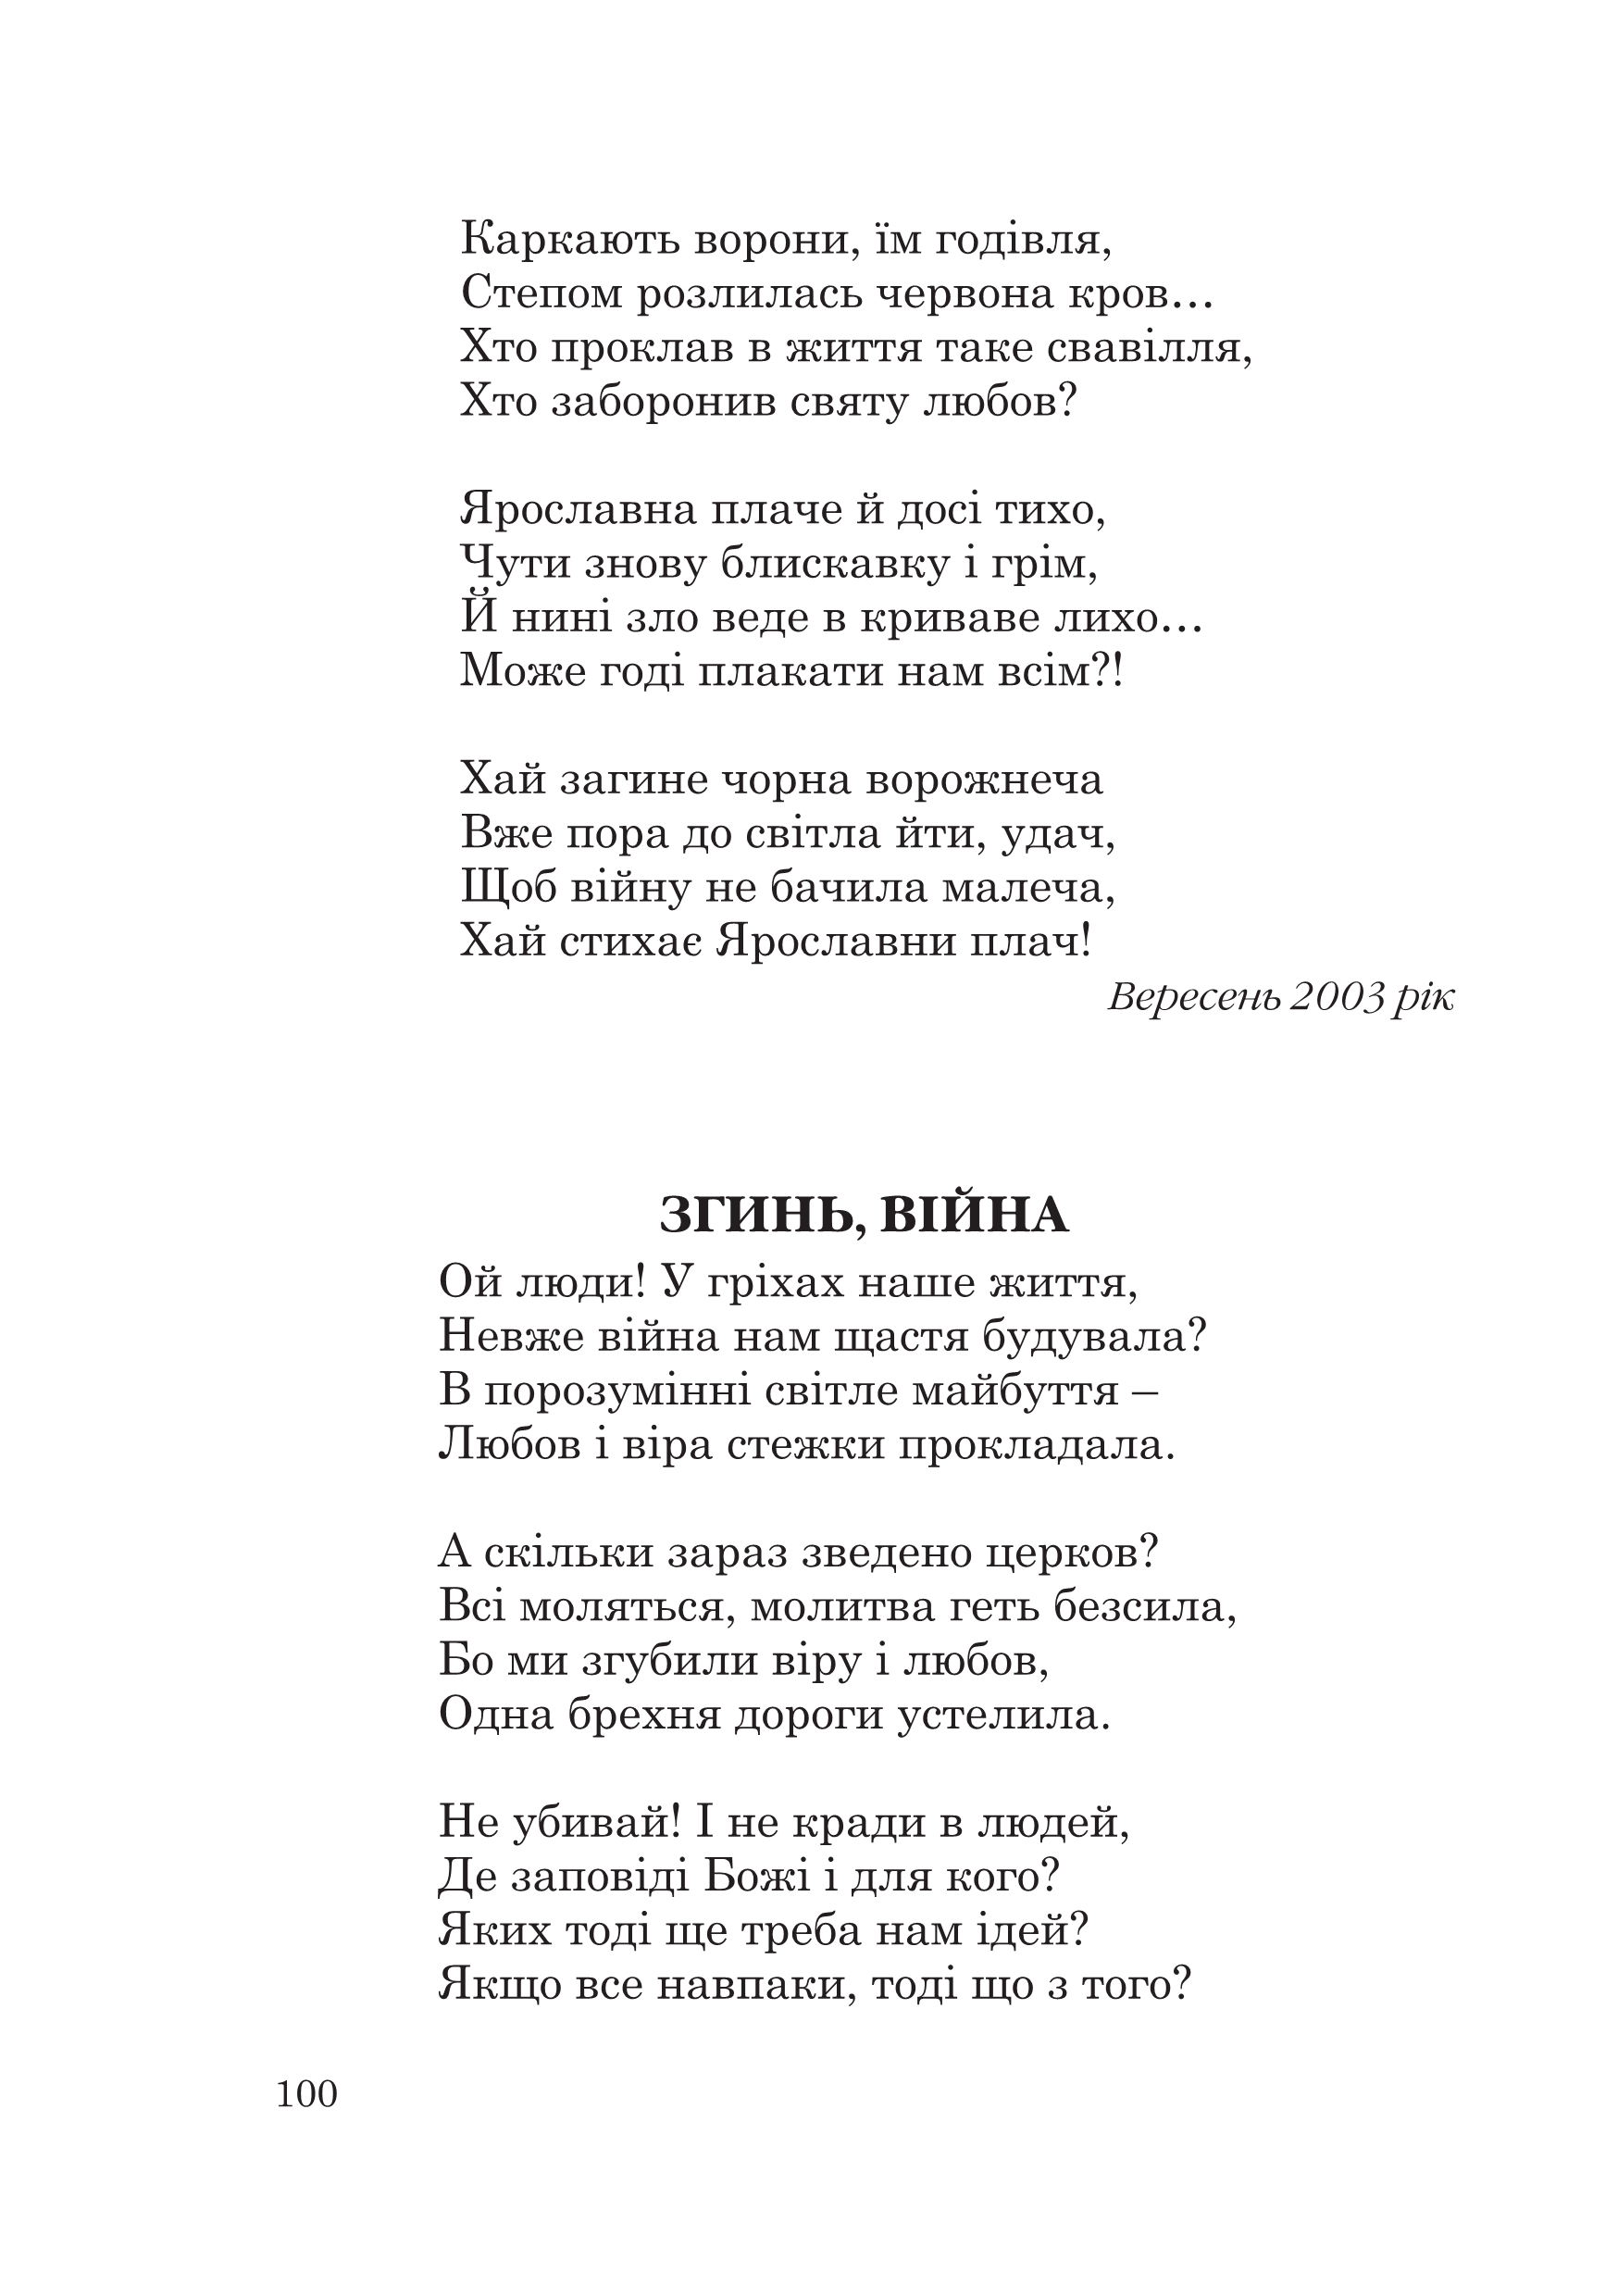 Каркають ворони, їм годівля,
Степом розлилась червона кров...
Хто проклав в життя таке свавілля,
Хто заборонив святу любов?
Ярославна плаче й досі тихо,
Чути знову блискавку і грім,
Й нині зло веде в криваве лихо...
Може годі плакати нам всім?!
Хай загине чорна ворожнеча
Вже пора до світла йти, удач,
Щоб війну не бачила малеча,
Хай стихає Ярославни плач!
Вересень 2003 рік
ЗГИНЬ, ВІЙНА
Ой люди! У гріхах наше життя,
Невже війна нам щастя будувала?
В порозумінні світле майбуття –
Любов і віра стежки прокладала.
А скільки зараз зведено церков?
Всі моляться, молитва геть безсила,
Бо ми згубили віру і любов,
Одна брехня дороги устелила.
Не убивай! І не кради в людей,
Де заповіді Божі і для кого?
Яких тоді ще треба нам ідей?
Якщо все навпаки, тоді що з того?
100